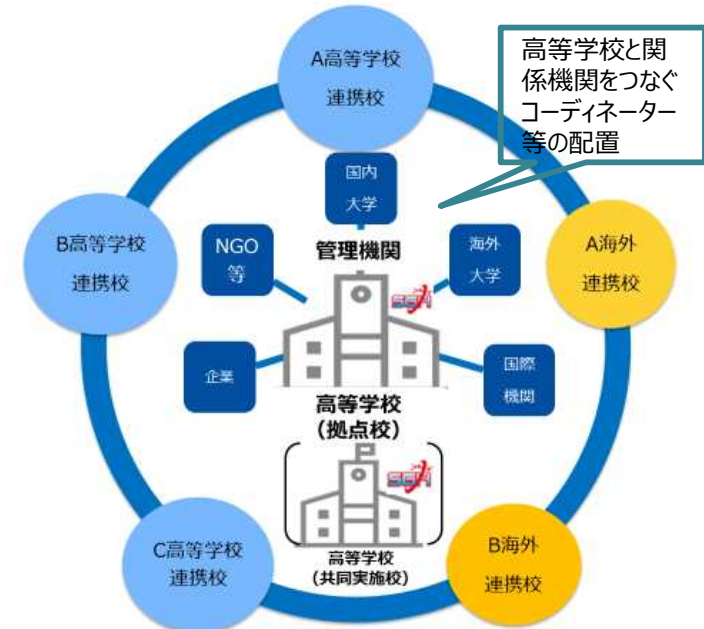 A高等学校
連携校
高等学校と関
係機関をつなぐ
コーディネーター
等の配置
国内
大学
B高等学校
連携校
NGO
等
管理機関
海外
大学
A海外
連携校
企業
国際
機関
高等学校
(拠点校)
C高等学校
連携校
高等学校
(共同実施校)
B海外
連携校